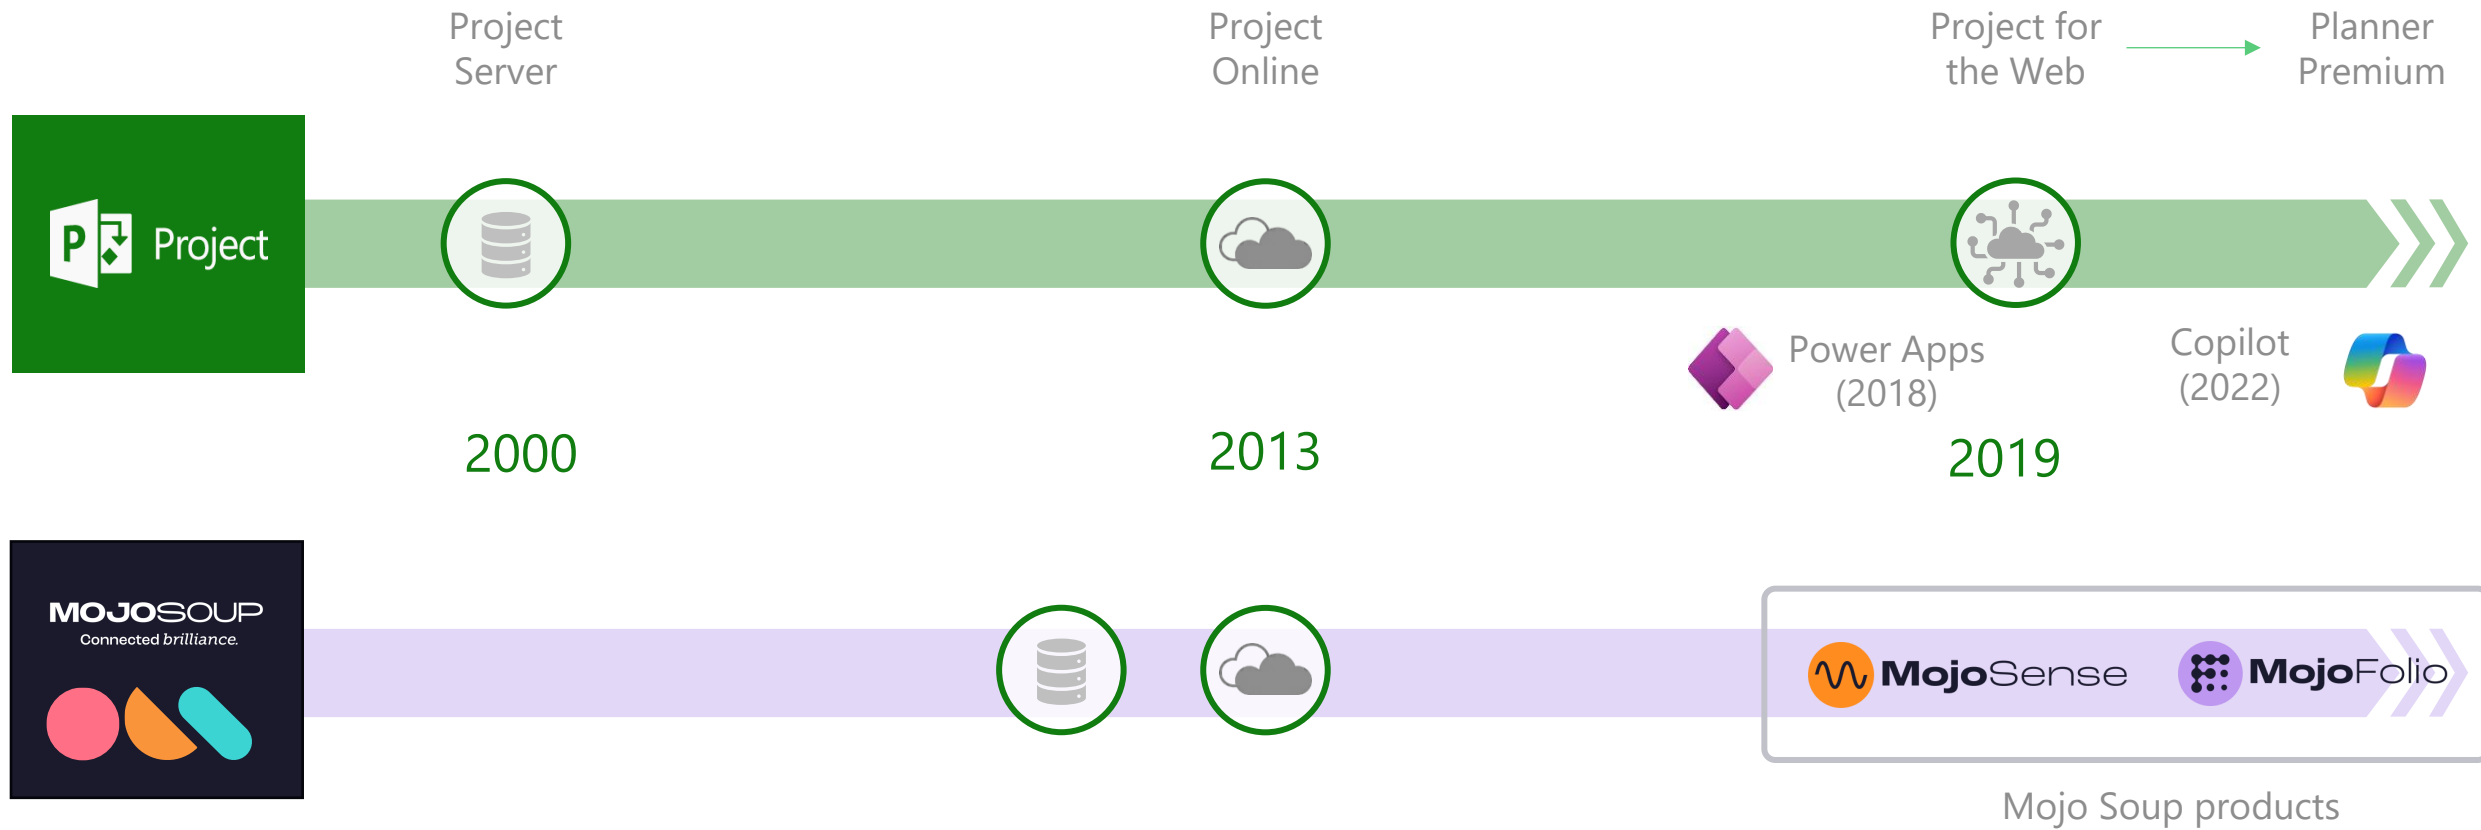 Project
Server
Project
Online
Project for
the Web
Planner
Premium
P
Project
Power Apps
(2018)
Copilot
(2022)
2000
2013
2019
MOJOSOUP
Connected brilliance.
MojoSense
MojoFolio
Mojo Soup products